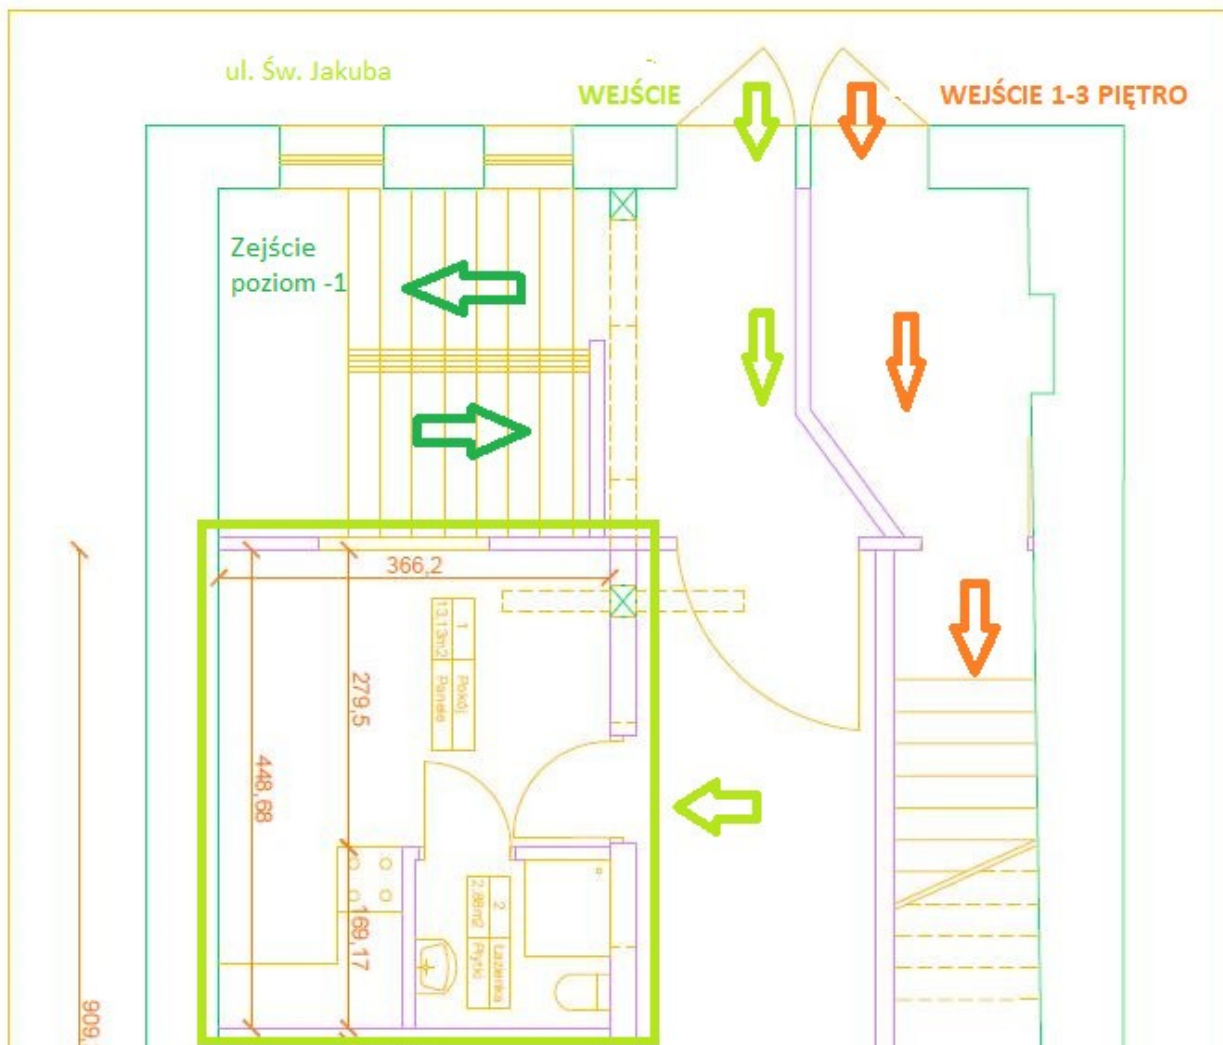 ul. Św. Jakuba
WEJŚCIE
WEJŚCIE 1-3 PIĘTRO
Zejście
poziom -1
366,2
1 Pokój
13,13m2 Panele
279,5
448,68
169,17
2 Łazienka
2,88m2 Płytki
909,